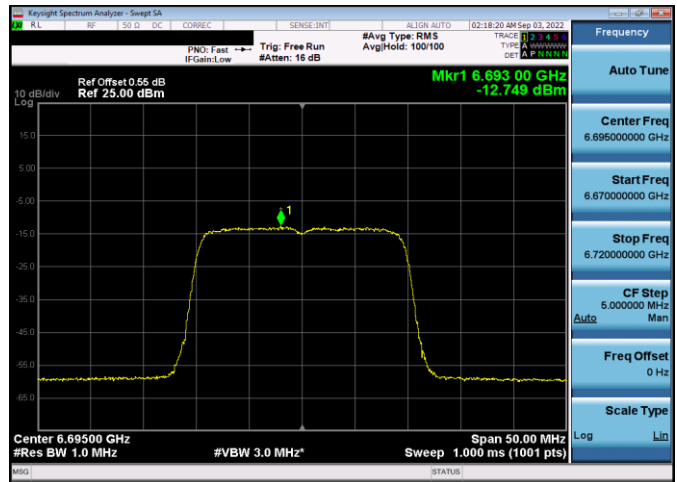 Keysight Spectrum Analyzer - Swept SA
RL RF 50 Ω DC CORREC SENSE:INT ALIGN AUTO 02:18:20 AM Sep 03, 2022
PNO: Fast
IFGain:Low
Trig: Free Run
#Atten: 16 dB
#Avg Type: RMS
Avg|Hold: 100/100
TRACE 1 2 3 4 5 6
TYPE A WWWWW
DET A P N N N N
Ref Offset 0.55 dB
10 dB/div Ref 25.00 dBm
Log
Mkr1 6.693 00 GHz
-12.749 dBm
15.0
5.00
-5.00
-15.0
-25.0
-35.0
-45.0
-55.0
-65.0
1
Center 6.69500 GHz Span 50.00 MHz
#Res BW 1.0 MHz #VBW 3.0 MHz* Sweep 1.000 ms (1001 pts)
MSG STATUS
Frequency
Auto Tune
Center Freq
6.695000000 GHz
Start Freq
6.670000000 GHz
Stop Freq
6.720000000 GHz
CF Step
5.000000 MHz
Auto Man
Freq Offset
0 Hz
Scale Type
Log Lin